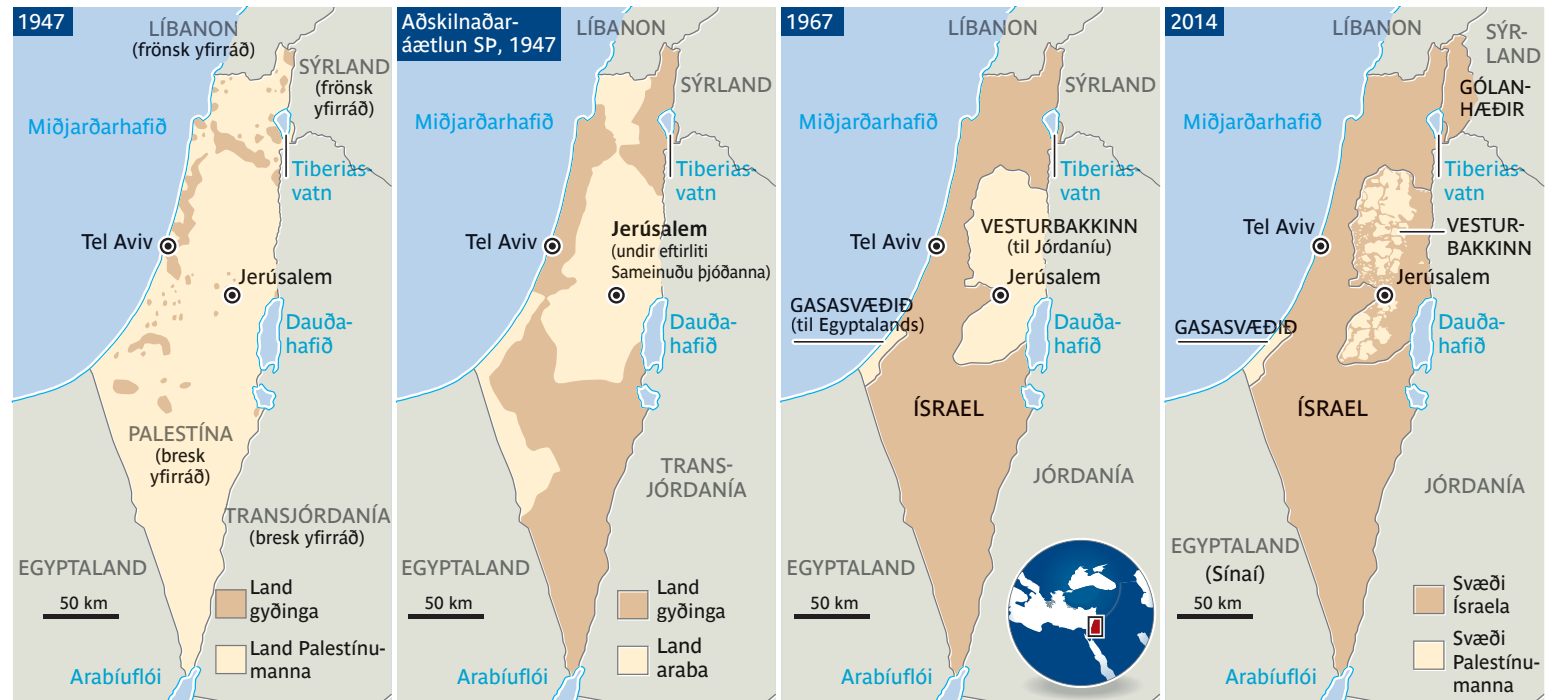 1947
LÍBANON
(frönsk yfirráð)
SÝRLAND
(frönsk
yfirráð)
Miðjarðarhafið
Tiberias-
vatn
Tel Aviv
Jerúsalem
Dauða-
hafið
PALESTÍNA
(bresk
yfirráð)
TRANSJÓRDANÍA
(bresk yfirráð)
EGYPTALAND
50 km
Land
gyðinga
Land Palestínu-
manna
Arabíuflói
Aðskilnaðar-
áætlun SÞ, 1947
LÍBANON
SÝRLAND
Miðjarðarhafið
Tiberias-
vatn
Tel Aviv
Jerúsalem
(undir eftirliti
Sameinuðu þjóðanna)
Dauða-
hafið
TRANS-
JÓRDANÍA
EGYPTALAND
50 km
Land
gyðinga
Land
araba
Arabíuflói
1967
LÍBANON
SÝRLAND
Miðjarðarhafið
Tiberias-
vatn
Tel Aviv
VESTURBAKKINN
(til Jórdaníu)
Jerúsalem
GASASVÆÐIÐ
(til Egyptalands)
Dauða-
hafið
ÍSRAEL
JÓRDANÍA
EGYPTALAND
50 km
Arabíuflói
2014
LÍBANON
SÝR-
LAND
GÓLAN-
HÆÐIR
Miðjarðarhafið
Tiberias-
vatn
Tel Aviv
VESTUR-
BAKKINN
Jerúsalem
GASASVÆÐIÐ
Dauða-
hafið
ÍSRAEL
JÓRDANÍA
EGYPTALAND
(Sínaí)
50 km
Svæði
Ísraela
Svæði
Palestínu-
manna
Arabíuflói